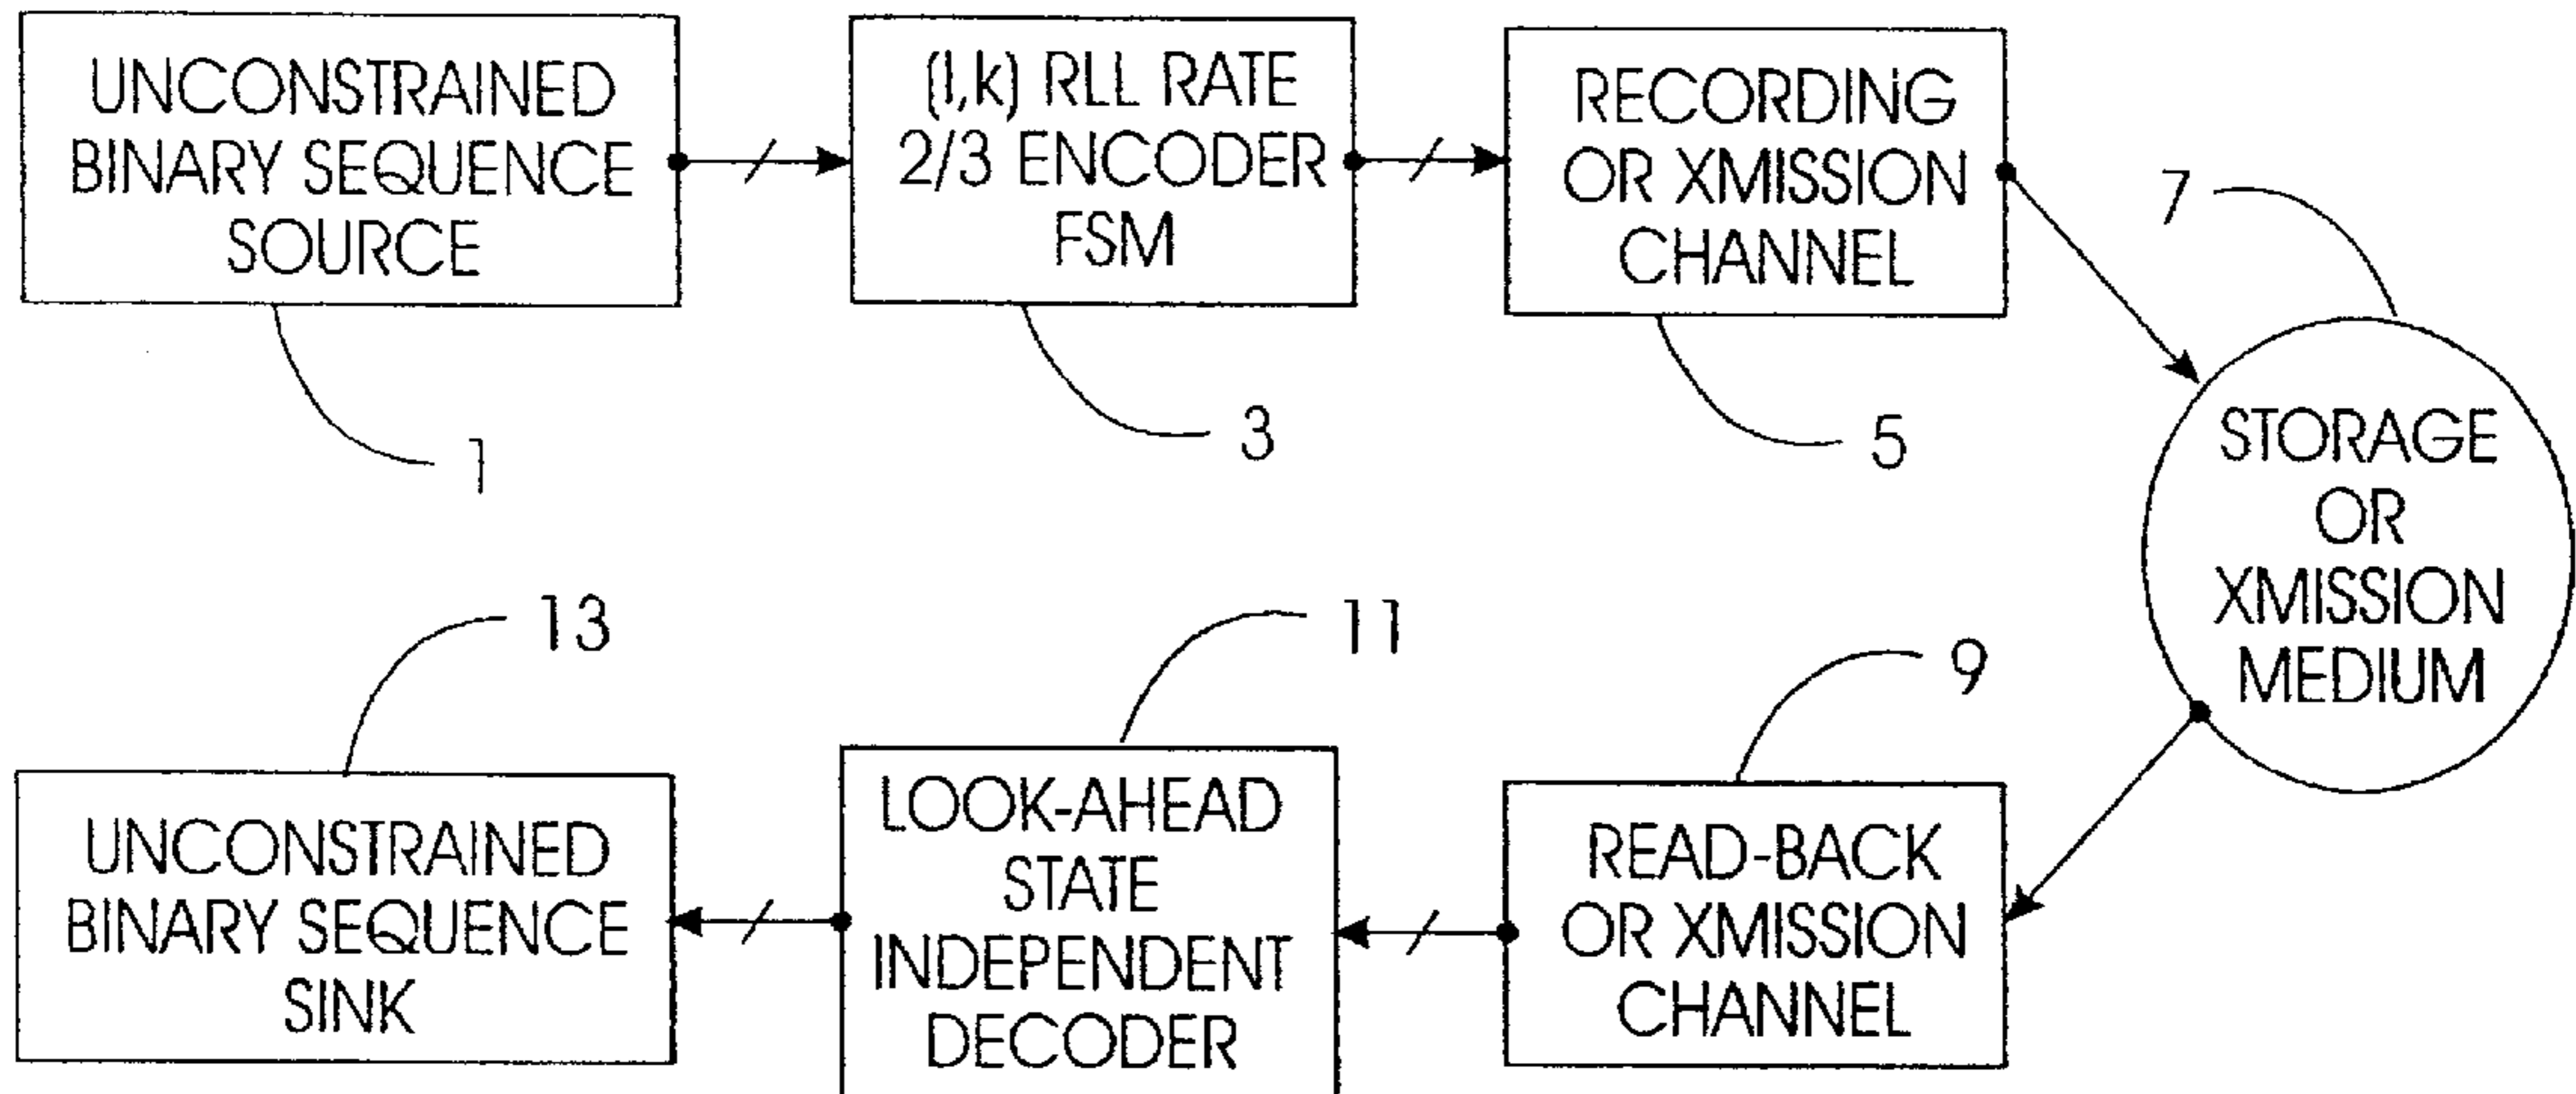 UNCONSTRAINED
BINARY SEQUENCE
SOURCE
(1,k) RLL RATE
2/3 ENCODER
FSM
RECORDING
OR XMISSION
CHANNEL
7
1
3
5
STORAGE
OR
XMISSION
MEDIUM
13
11
9
UNCONSTRAINED
BINARY SEQUENCE
SINK
LOOK-AHEAD
STATE
INDEPENDENT
DECODER
READ-BACK
OR XMISSION
CHANNEL